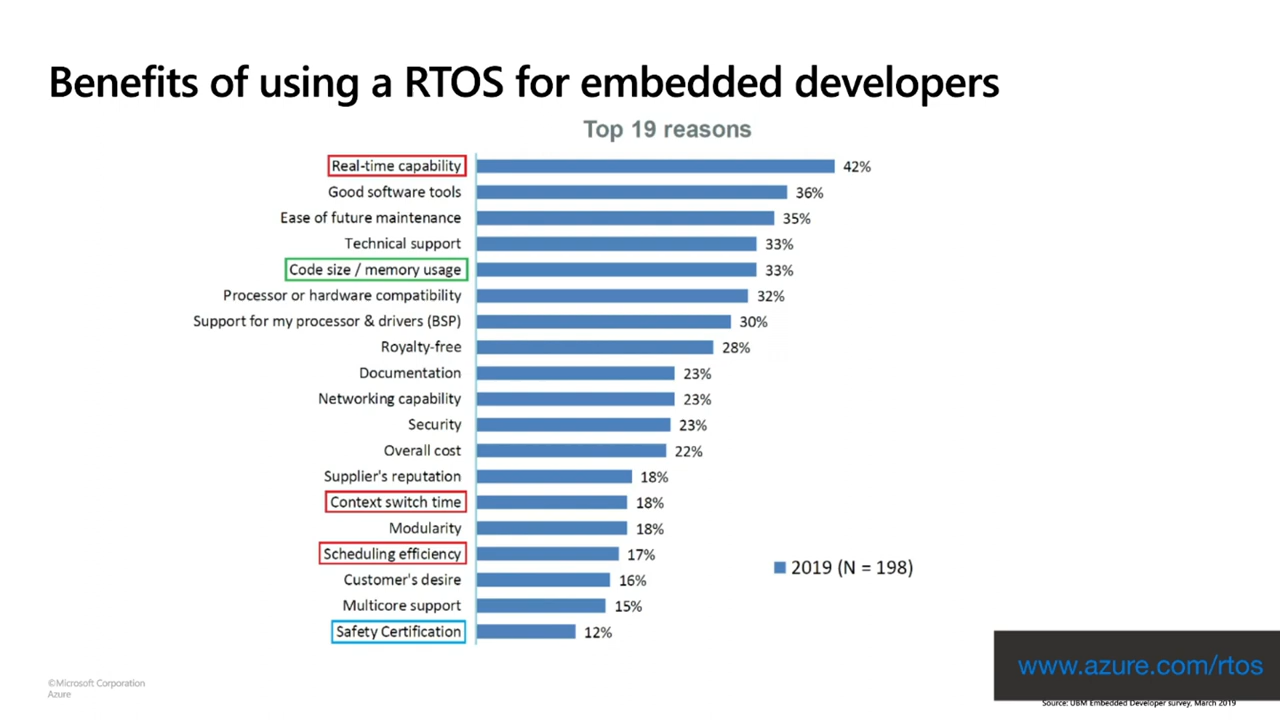 Benefits of using a RTOS for embedded developers
Top 19 reasons
Real-time capability 42%
Good software tools 36%
Ease of future maintenance 35%
Technical support 33%
Code size / memory usage 33%
Processor or hardware compatibility 32%
Support for my processor & drivers (BSP) 30%
Royalty-free 28%
Documentation 23%
Networking capability 23%
Security 23%
Overall cost 22%
Supplier's reputation 18%
Context switch time 18%
Modularity 18%
Scheduling efficiency 17%
2019 (N = 198)
Customer's desire 16%
Multicore support 15%
Safety Certification 12%
www.azure.com/rtos
©Microsoft Corporation
Azure
Source: UBM Embedded Developer survey, March 2019